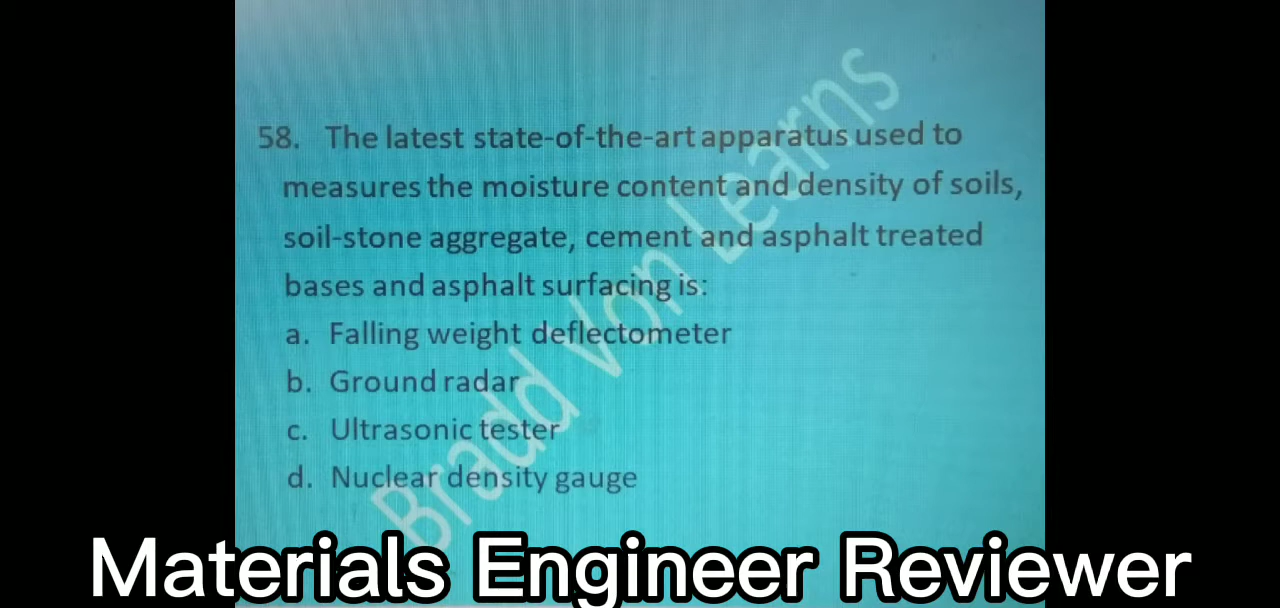 58. The latest state-of-the-art apparatus used to
measures the moisture content and density of soils,
soil-stone aggregate, cement and asphalt treated
bases and asphalt surfacing is:
a. Falling weight deflectometer
b. Ground radar
c. Ultrasonic tester
d. Nuclear density gauge
Bradd Von Learns
Materials Engineer Reviewer